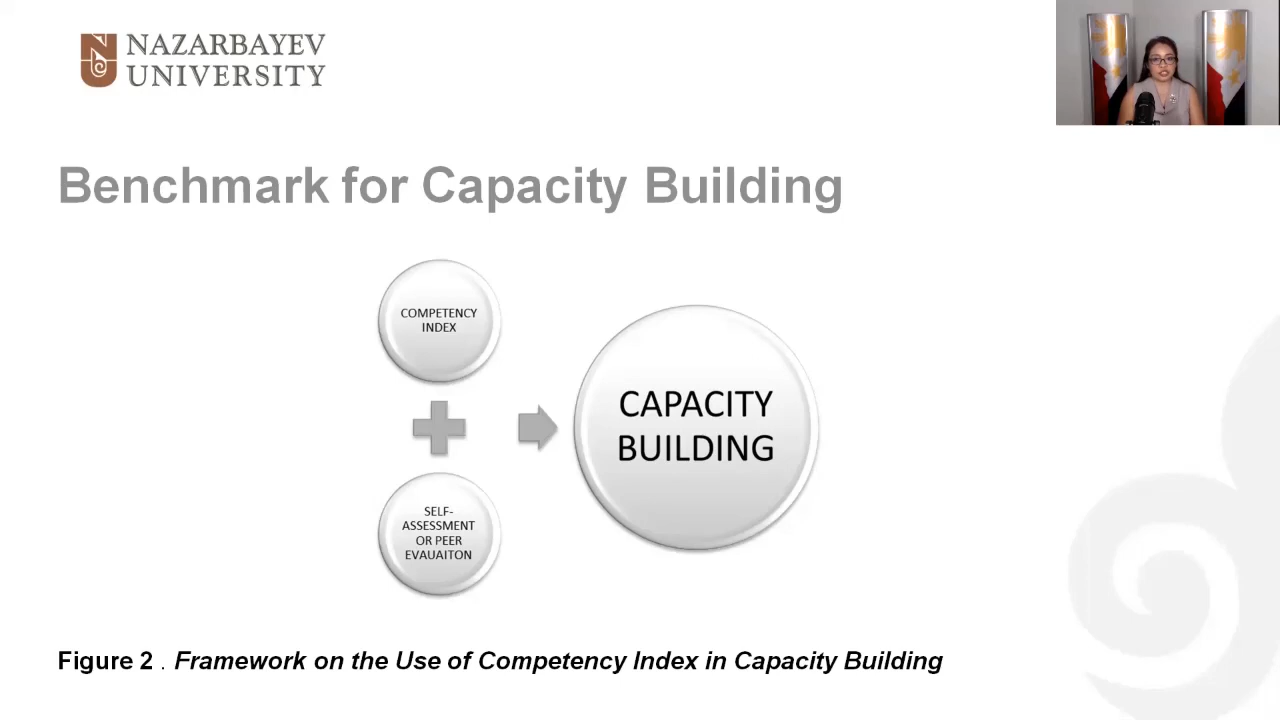 NAZARBAYEV
UNIVERSITY
Benchmark for Capacity Building
COMPETENCY
INDEX
SELF-
ASSESSMENT
OR PEER
EVAUAITON
CAPACITY
BUILDING
Figure 2 . Framework on the Use of Competency Index in Capacity Building